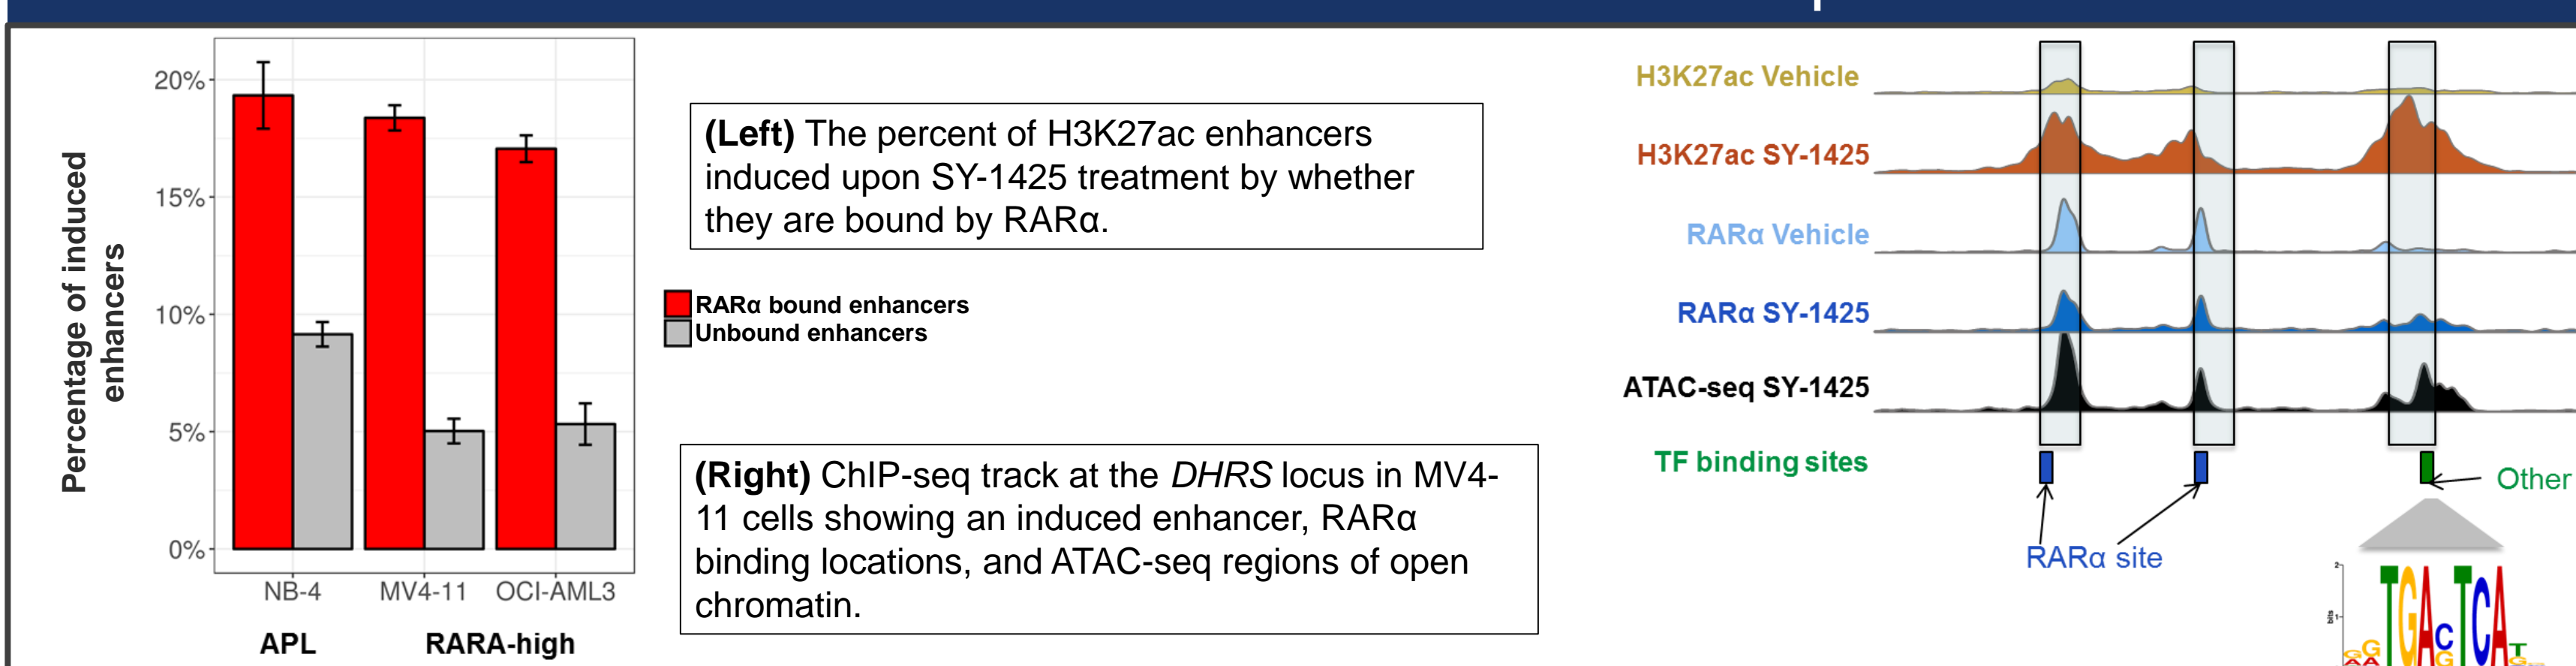 20%
15%
10%
5%
0%
Percentage of induced
enhancers
NB-4 MV4-11 OCI-AML3
APL RARA-high
(Left) The percent of H3K27ac enhancers
induced upon SY-1425 treatment by whether
they are bound by RARα.
RARα bound enhancers
Unbound enhancers
(Right) ChIP-seq track at the DHRS locus in MV4-
11 cells showing an induced enhancer, RARα
binding locations, and ATAC-seq regions of open
chromatin.
H3K27ac Vehicle
H3K27ac SY-1425
RARα Vehicle
RARα SY-1425
ATAC-seq SY-1425
TF binding sites
Other
RARα site
2
bits
1
TGACTCA